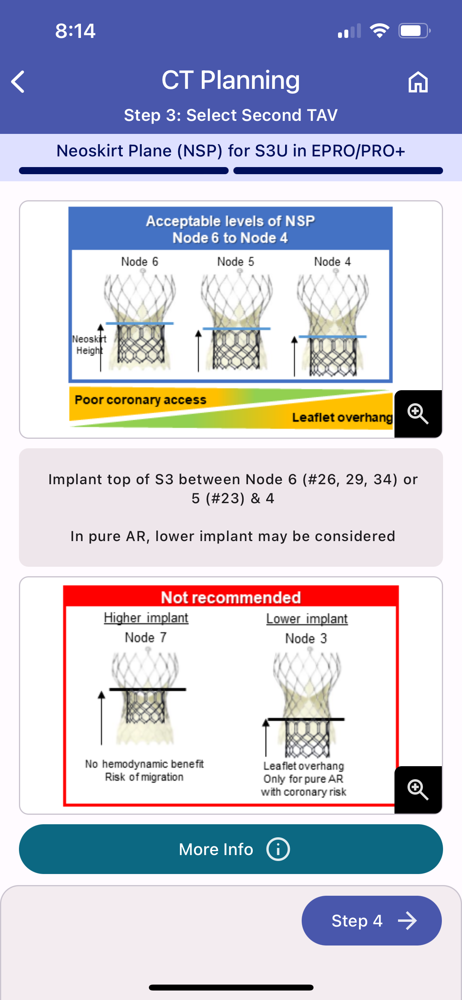 8:14
CT Planning
Step 3: Select Second TAV
Neoskirt Plane (NSP) for S3U in EPRO/PRO+
Acceptable levels of NSP
Node 6 to Node 4
Node 6
Node 5
Node 4
Neoskirt
Height
Poor coronary access
Leaflet overhang
Implant top of S3 between Node 6 (#26, 29, 34) or
5 (#23) & 4
In pure AR, lower implant may be considered
Not recommended
Higher implant
Node 7
No hemodynamic benefit
Risk of migration
Lower implant
Node 3
Leaflet overhang
Only for pure AR
with coronary risk
More Info
Step 4